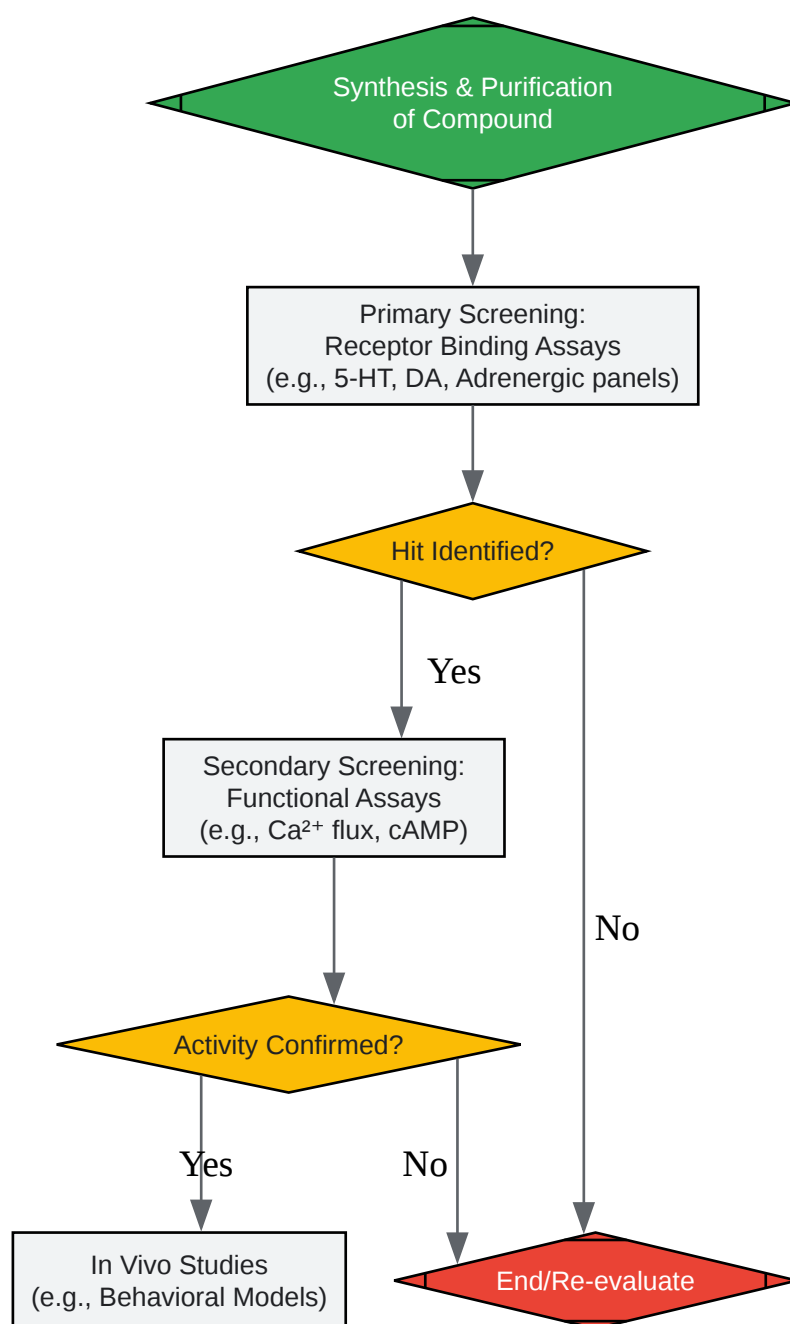 Synthesis & Purification
of Compound
Primary Screening:
Receptor Binding Assays
(e.g., 5-HT, DA, Adrenergic panels)
Hit Identified?
Yes
Secondary Screening:
Functional Assays
(e.g., Ca²⁺ flux, cAMP)
No
Activity Confirmed?
Yes
No
In Vivo Studies
(e.g., Behavioral Models)
End/Re-evaluate